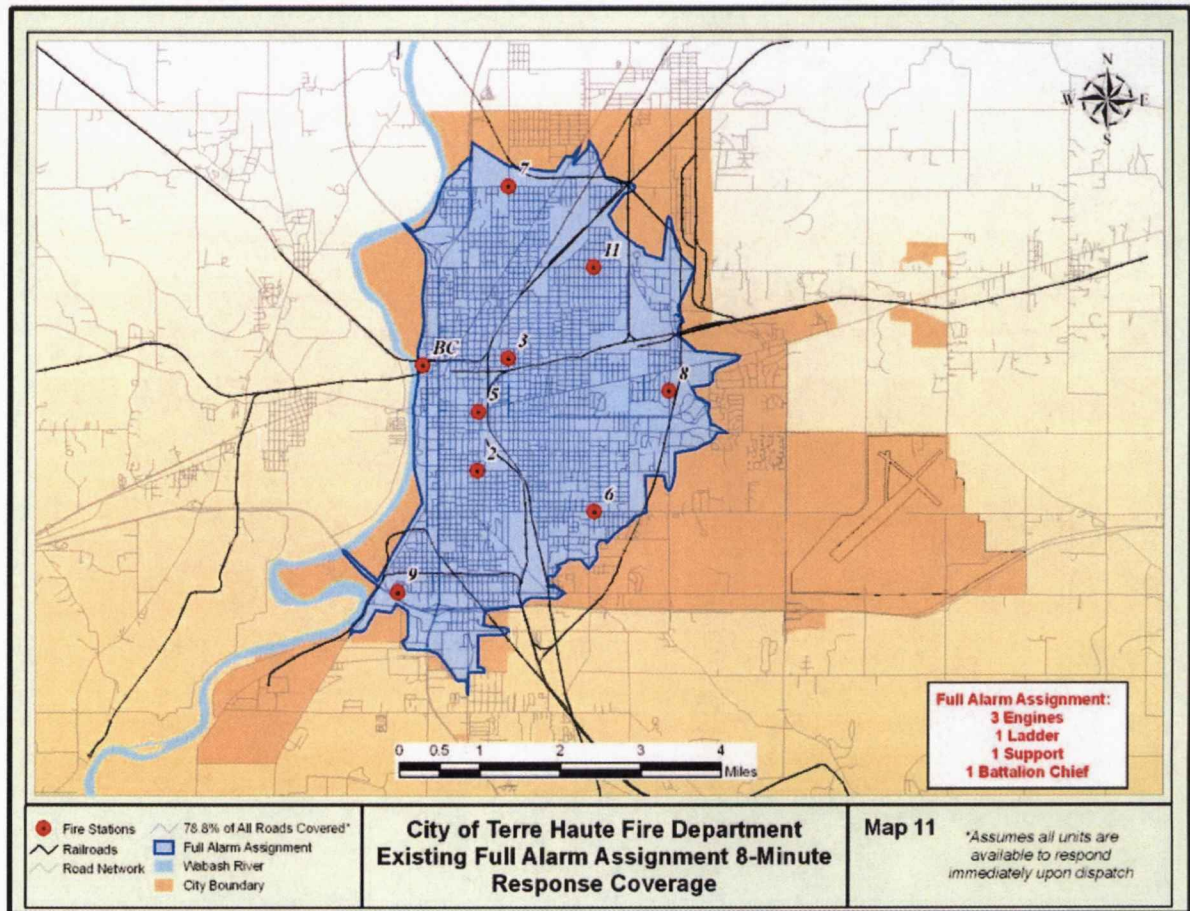 N
W E
S
7
11
BC
3
8
5
2
6
9
Full Alarm Assignment:
3 Engines
1 Ladder
1 Support
1 Battalion Chief
0 0.5 1 2 3 4
Miles
Fire Stations
Railroads
Road Network
78.8% of All Roads Covered*
Full Alarm Assignment
Wabash River
City Boundary
City of Terre Haute Fire Department
Existing Full Alarm Assignment 8-Minute
Response Coverage
Map 11
*Assumes all units are
available to respond
immediately upon dispatch